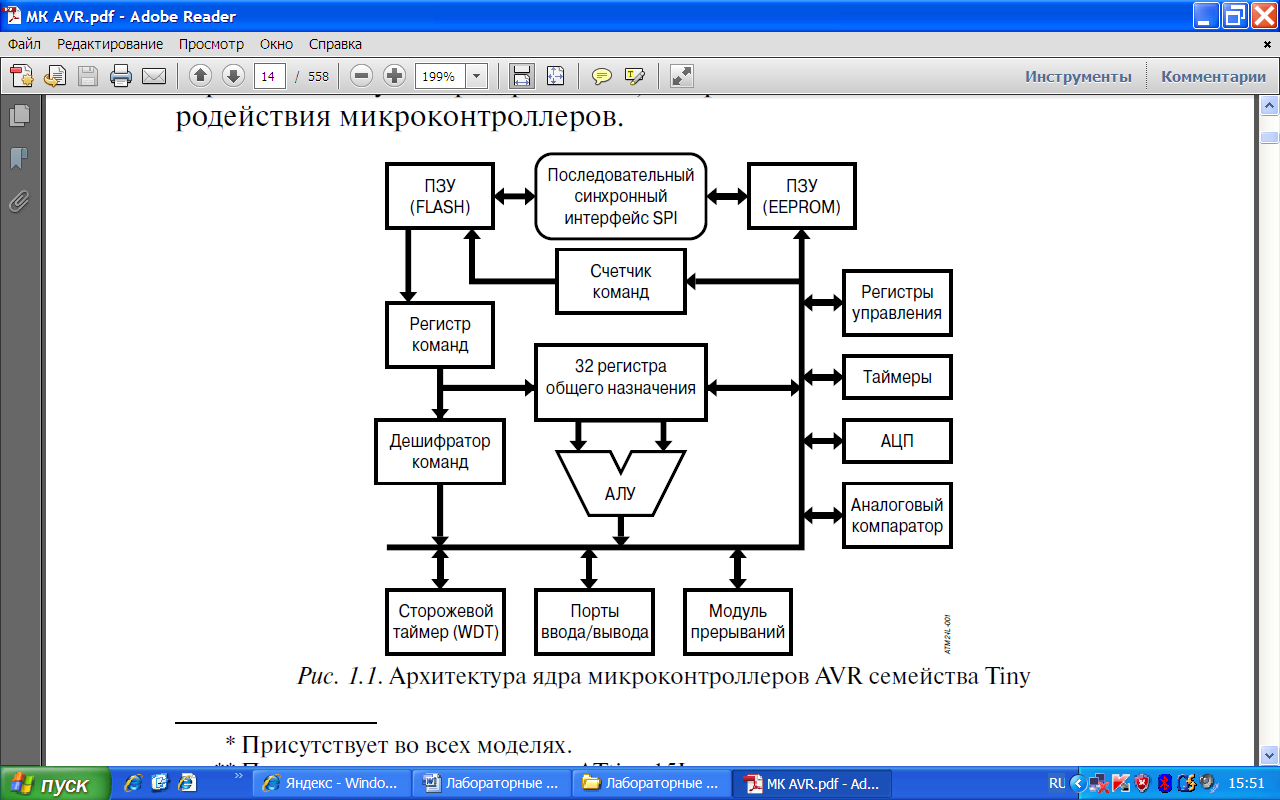 МК AVR.pdf - Adobe Reader
Файл Редактирование Просмотр Окно Справка
14 / 558 199% Инструменты Комментарии
родействия микроконтроллеров.
ПЗУ
(FLASH)
Последовательный
синхронный
интерфейс SPI
ПЗУ
(EEPROM)
Счетчик
команд
Регистры
управления
Регистр
команд
32 регистра
общего назначения
Таймеры
Дешифратор
команд
АЛУ
АЦП
Аналоговый
компаратор
Сторожевой
таймер (WDT)
Порты
ввода/вывода
Модуль
прерываний
Рис. 1.1. Архитектура ядра микроконтроллеров AVR семейства Tiny
* Присутствует во всех моделях.
пуск
Яндекс - Windo...
Лабораторные ...
Лабораторные ...
МК AVR.pdf - Ad...
RU
15:51